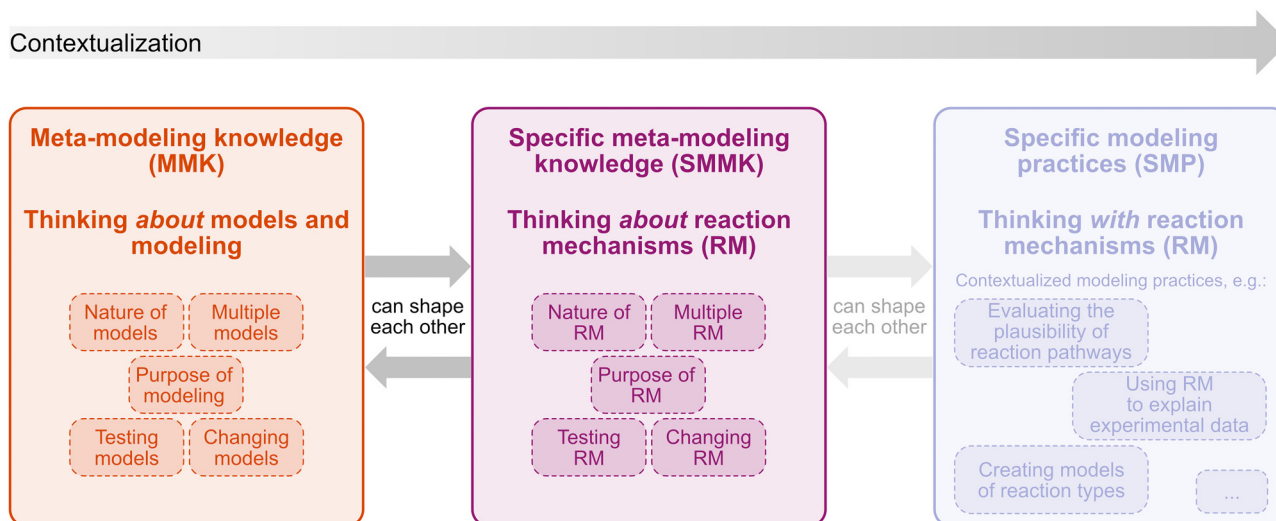 Contextualization
Meta-modeling knowledge
(MMK)
Thinking about models and
modeling
Nature of
models
Multiple
models
Purpose of
modeling
Testing
models
Changing
models
can shape
each other
Specific meta-modeling
knowledge (SMMK)
Thinking about reaction
mechanisms (RM)
Nature of
RM
Multiple
RM
Purpose of
RM
Testing
RM
Changing
RM
can shape
each other
Specific modeling
practices (SMP)
Thinking with reaction
mechanisms (RM)
Contextualized modeling practices, e.g.:
Evaluating the
plausibility of
reaction pathways
Using RM
to explain
experimental data
Creating models
of reaction types
...